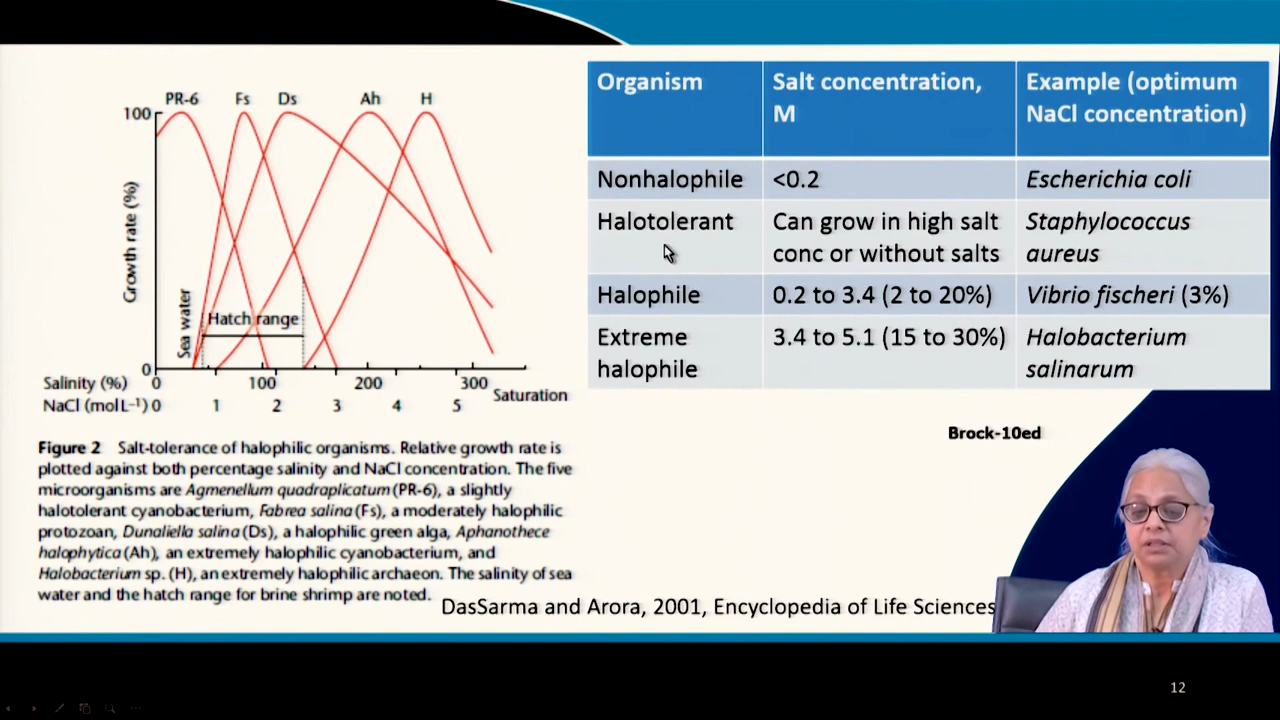 PR-6 Fs Ds Ah H
100
Growth rate (%)
Sea water
Hatch range
0
Salinity (%) 0 100 200 300
Saturation
NaCl (mol L–1) 0 1 2 3 4 5
Figure 2 Salt-tolerance of halophilic organisms. Relative growth rate is
plotted against both percentage salinity and NaCl concentration. The five
microorganisms are Agmenellum quadraplicatum (PR-6), a slightly
halotolerant cyanobacterium, Fabrea salina (Fs), a moderately halophilic
protozoan, Dunaliella salina (Ds), a halophilic green alga, Aphanothece
halophytica (Ah), an extremely halophilic cyanobacterium, and
Halobacterium sp. (H), an extremely halophilic archaeon. The salinity of sea
water and the hatch range for brine shrimp are noted.
DasSarma and Arora, 2001, Encyclopedia of Life Sciences
Organism Salt concentration, M Example (optimum NaCl concentration)
Nonhalophile <0.2 Escherichia coli
Halotolerant Can grow in high salt conc or without salts Staphylococcus aureus
Halophile 0.2 to 3.4 (2 to 20%) Vibrio fischeri (3%)
Extreme halophile 3.4 to 5.1 (15 to 30%) Halobacterium salinarum
Brock-10ed
12